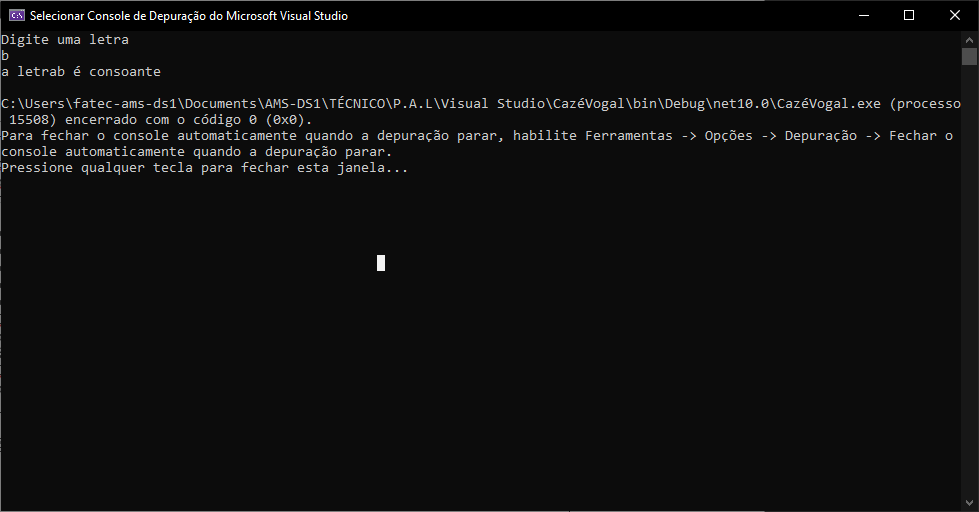 Selecionar Console de Depuração do Microsoft Visual Studio
Digite uma letra
b
a letrab é consoante
C:\Users\fatec-ams-ds1\Documents\AMS-DS1\TÉCNICO\P.A.L\Visual Studio\CazéVogal\bin\Debug\net10.0\CazéVogal.exe (processo
15508) encerrado com o código 0 (0x0).
Para fechar o console automaticamente quando a depuração parar, habilite Ferramentas -> Opções -> Depuração -> Fechar o
console automaticamente quando a depuração parar.
Pressione qualquer tecla para fechar esta janela...